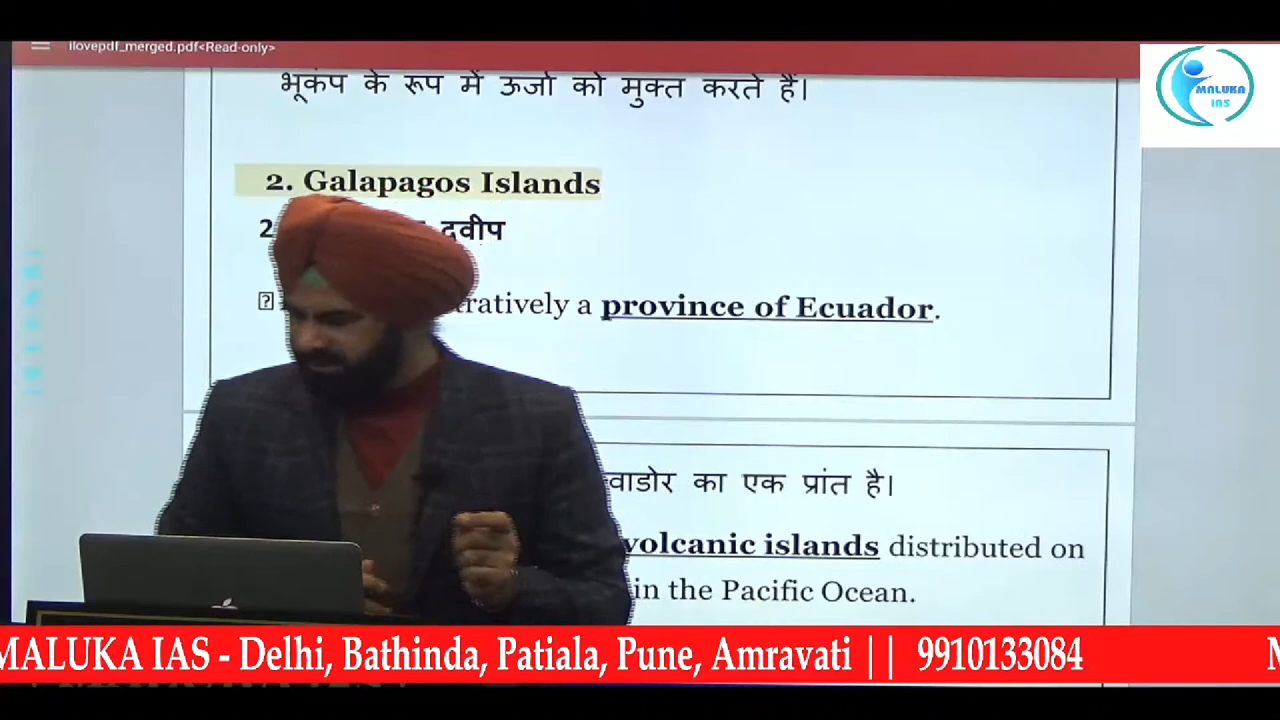 ilovepdf_merged.pdf<Read-only>
MALUKA
IAS
भूकंप के रूप में ऊर्जा को मुक्त करते हैं।
2. Galapagos Islands
2 द्वीप
ratively a province of Ecuador.
वाडोर का एक प्रांत है।
volcanic islands distributed on
in the Pacific Ocean.
MALUKA IAS - Delhi, Bathinda, Patiala, Pune, Amravati || 9910133084
M